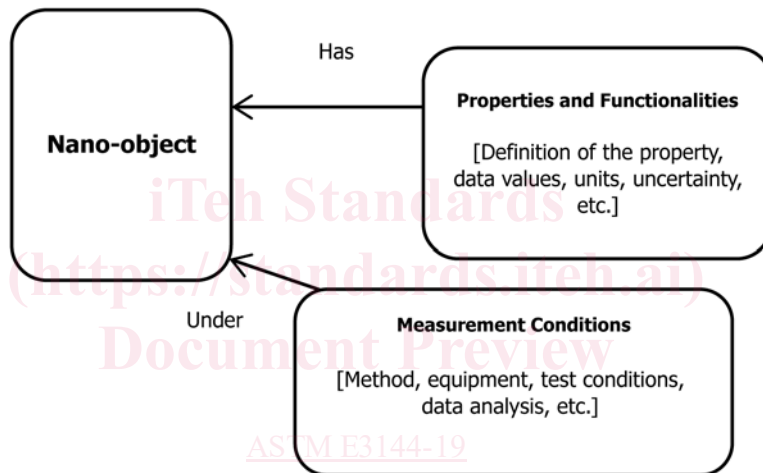 Has
Nano-object
Properties and Functionalities
[Definition of the property,
data values, units, uncertainty,
etc.]
iTeh Standards
(https://standards.iteh.ai)
Under
Measurement Conditions
Document Preview
[Method, equipment, test conditions,
data analysis, etc.]
ASTM E3144-19